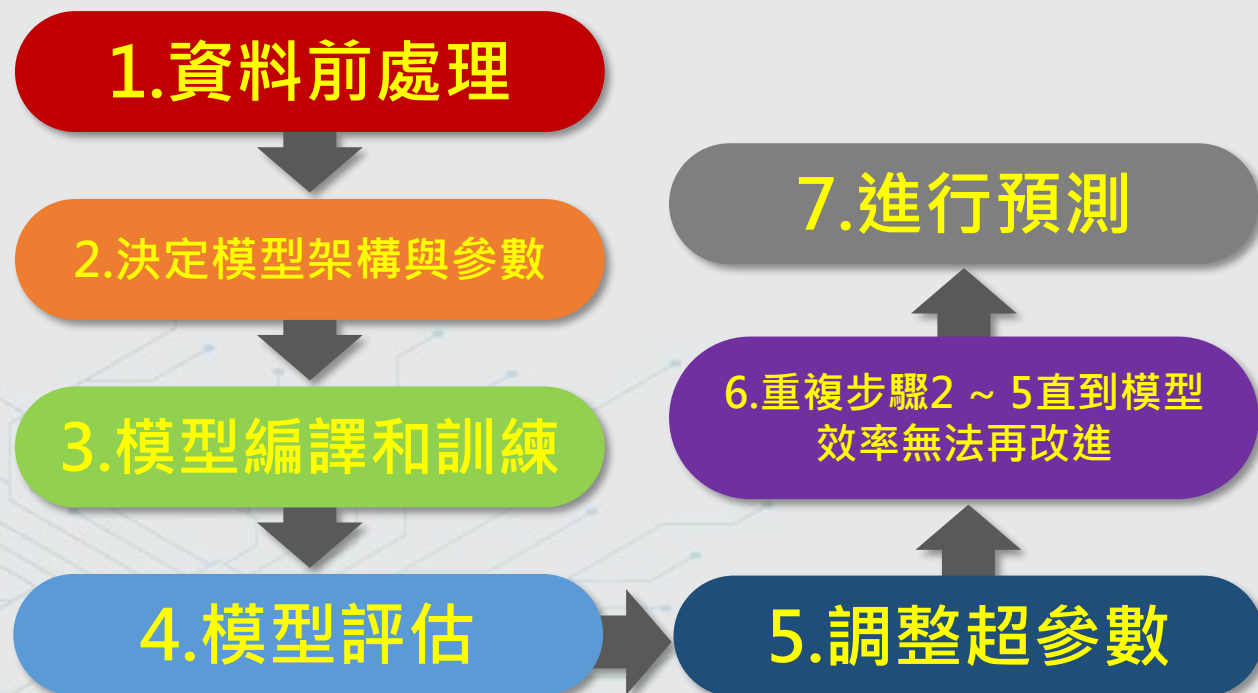 1.資料前處理
2.決定模型架構與參數
3.模型編譯和訓練
4.模型評估
5.調整超參數
6.重複步驟2 ~ 5直到模型
效率無法再改進
7.進行預測